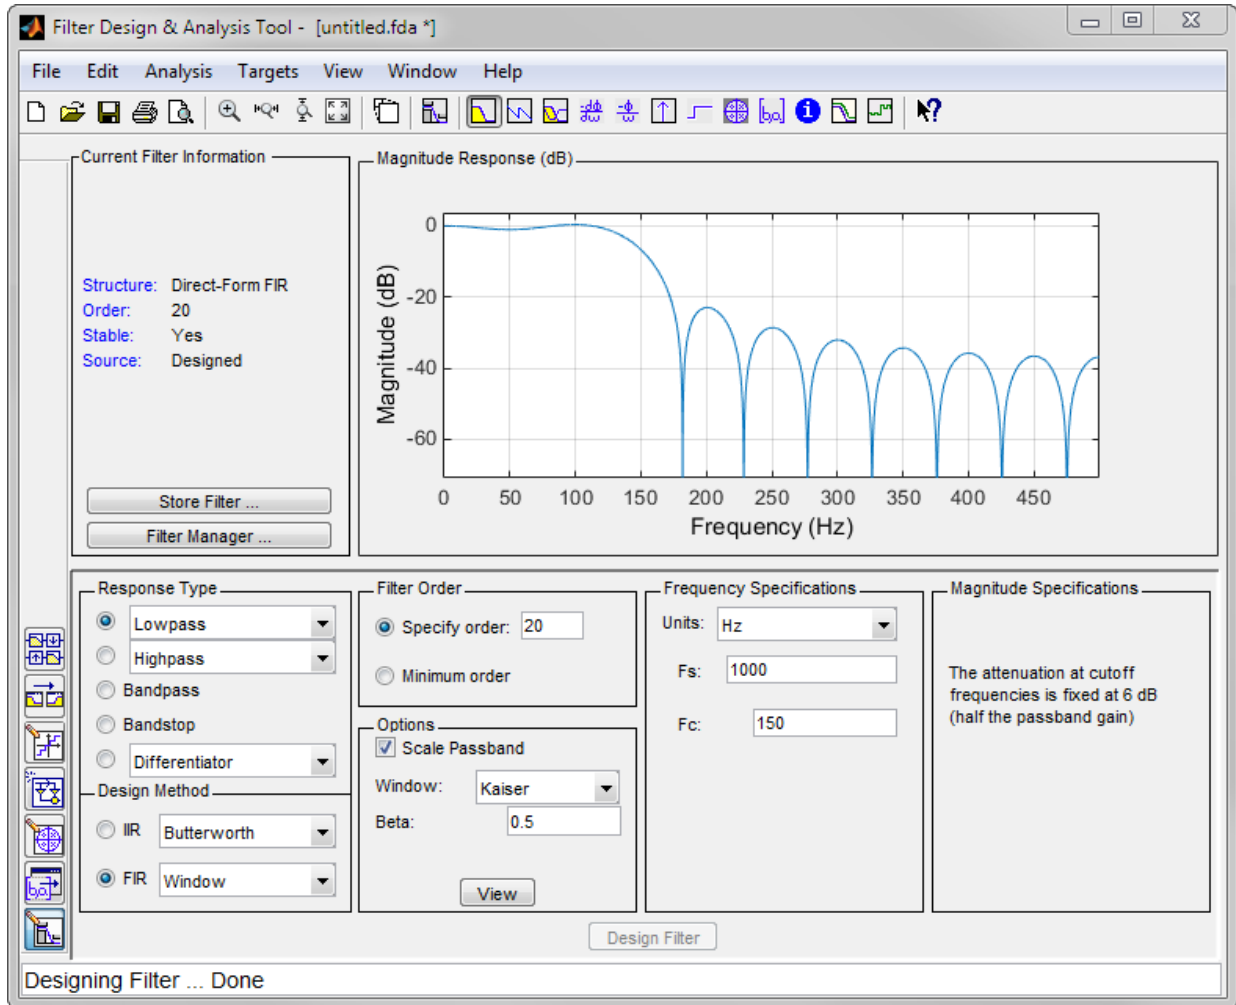 Filter Design & Analysis Tool - [untitled.fda *]
File Edit Analysis Targets View Window Help
Current Filter Information
Structure: Direct-Form FIR
Order: 20
Stable: Yes
Source: Designed
Store Filter ...
Filter Manager ...
Magnitude Response (dB)
Magnitude (dB)
0
-20
-40
-60
0 50 100 150 200 250 300 350 400 450
Frequency (Hz)
Response Type
Lowpass
Highpass
Bandpass
Bandstop
Differentiator
Design Method
IIR Butterworth
FIR Window
Filter Order
Specify order: 20
Minimum order
Options
Scale Passband
Window: Kaiser
Beta: 0.5
View
Frequency Specifications
Units: Hz
Fs: 1000
Fc: 150
Magnitude Specifications
The attenuation at cutoff
frequencies is fixed at 6 dB
(half the passband gain)
Design Filter
Designing Filter ... Done